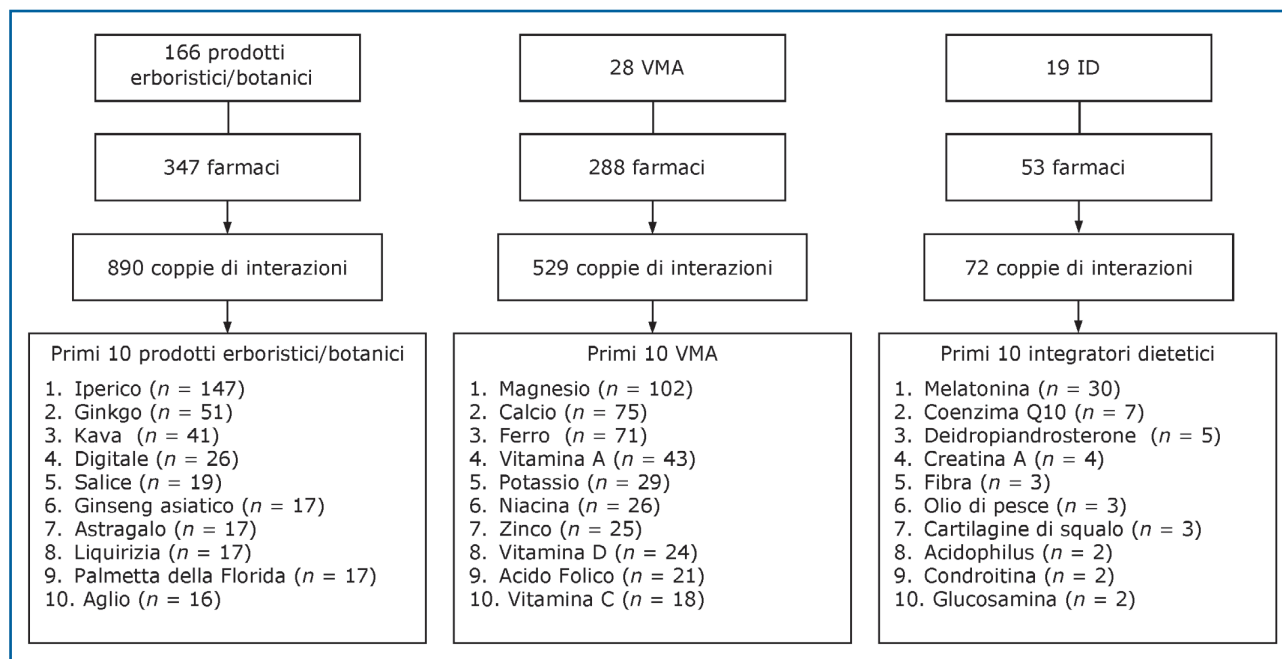 166 prodotti
erboristici/botanici
347 farmaci
890 coppie di interazioni
Primi 10 prodotti erboristici/botanici
1. Iperico (n = 147)
2. Ginkgo (n = 51)
3. Kava (n = 41)
4. Digitale (n = 26)
5. Salice (n = 19)
6. Ginseng asiatico (n = 17)
7. Astragalo (n = 17)
8. Liquirizia (n = 17)
9. Palmetta della Florida (n = 17)
10. Aglio (n = 16)
28 VMA
288 farmaci
529 coppie di interazioni
Primi 10 VMA
1. Magnesio (n = 102)
2. Calcio (n = 75)
3. Ferro (n = 71)
4. Vitamina A (n = 43)
5. Potassio (n = 29)
6. Niacina (n = 26)
7. Zinco (n = 25)
8. Vitamina D (n = 24)
9. Acido Folico (n = 21)
10. Vitamina C (n = 18)
19 ID
53 farmaci
72 coppie di interazioni
Primi 10 integratori dietetici
1. Melatonina (n = 30)
2. Coenzima Q10 (n = 7)
3. Deidropiandrosterone (n = 5)
4. Creatina A (n = 4)
5. Fibra (n = 3)
6. Olio di pesce (n = 3)
7. Cartilagine di squalo (n = 3)
8. Acidophilus (n = 2)
9. Condroitina (n = 2)
10. Glucosamina (n = 2)